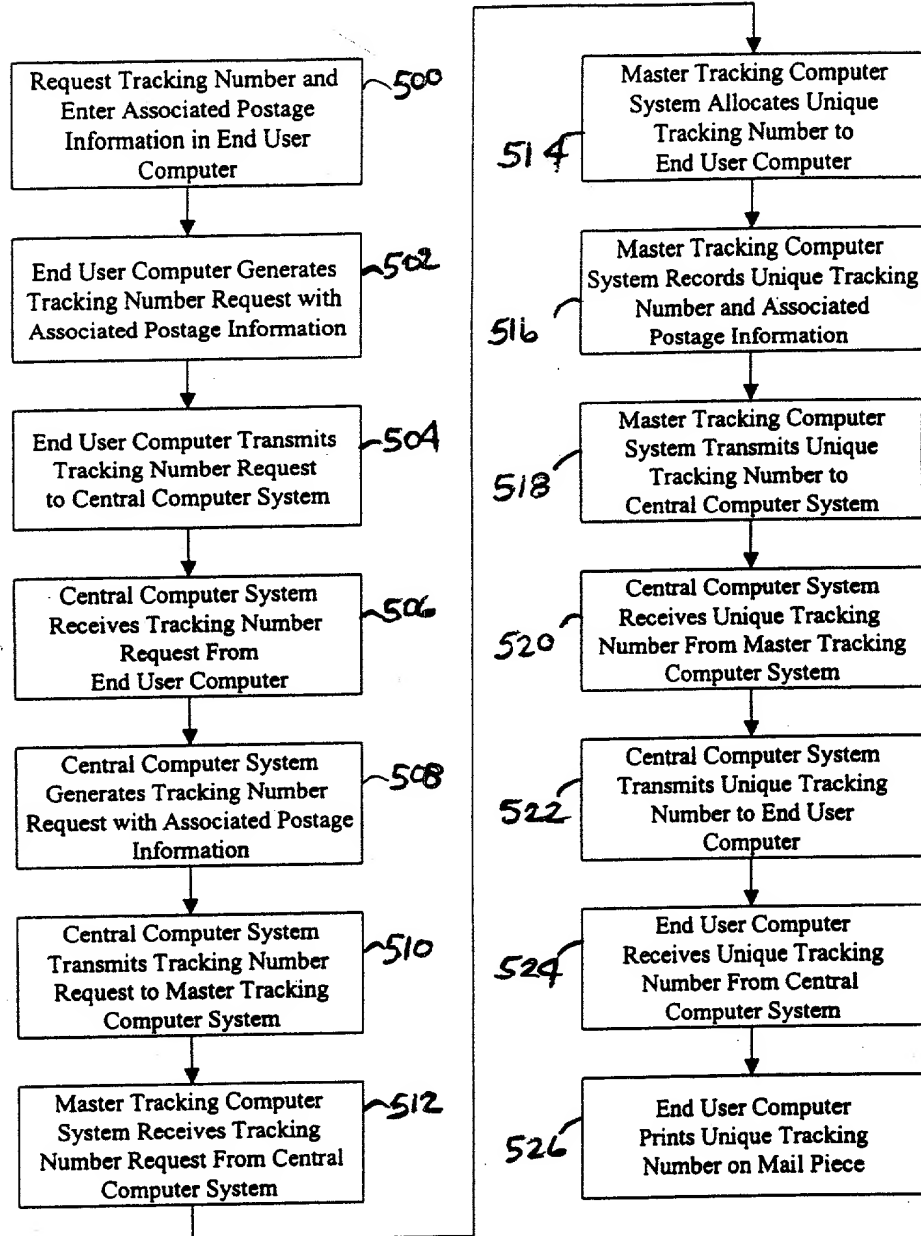 Request Tracking Number and
Enter Associated Postage
Information in End User
Computer
500
End User Computer Generates
Tracking Number Request with
Associated Postage Information
502
End User Computer Transmits
Tracking Number Request
to Central Computer System
504
Central Computer System
Receives Tracking Number
Request From
End User Computer
506
Central Computer System
Generates Tracking Number
Request with Associated Postage
Information
508
Central Computer System
Transmits Tracking Number
Request to Master Tracking
Computer System
510
Master Tracking Computer
System Receives Tracking
Number Request From Central
Computer System
512
Master Tracking Computer
System Allocates Unique
Tracking Number to
End User Computer
514
Master Tracking Computer
System Records Unique Tracking
Number and Associated
Postage Information
516
Master Tracking Computer
System Transmits Unique
Tracking Number to
Central Computer System
518
Central Computer System
Receives Unique Tracking
Number From Master Tracking
Computer System
520
Central Computer System
Transmits Unique Tracking
Number to End User
Computer
522
End User Computer
Receives Unique Tracking
Number From Central
Computer System
524
End User Computer
Prints Unique Tracking
Number on Mail Piece
526